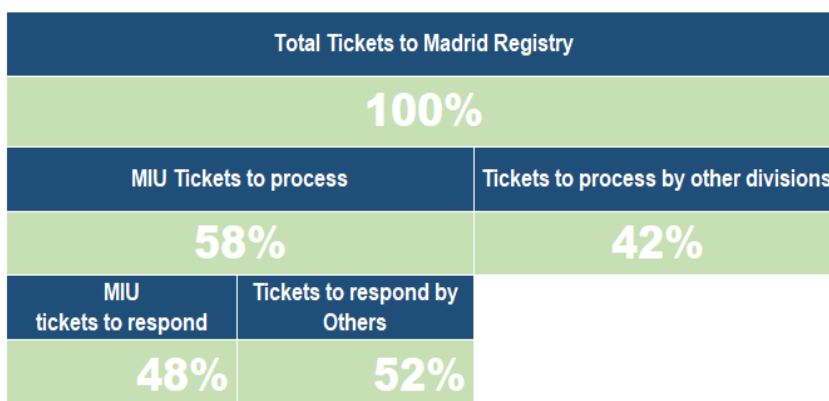 Total Tickets to Madrid Registry
100%
MIU Tickets to process
Tickets to process by other divisions
58%
42%
MIU
tickets to respond
Tickets to respond by
Others
48%
52%